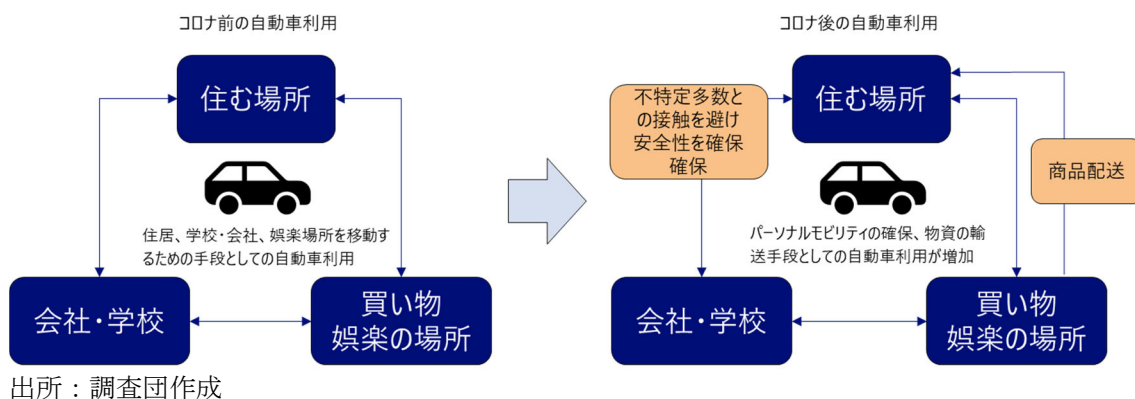 コロナ前の自動車利用
住む場所
住居、学校・会社、娯楽場所を移動す
るための手段としての自動車利用
会社・学校
買い物
娯楽の場所
コロナ後の自動車利用
不特定多数と
の接触を避け
安全性を確保
確保
住む場所
商品配送
パーソナルモビリティの確保、物資の輸
送手段としての自動車利用が増加
会社・学校
買い物
娯楽の場所
出所：調査団作成